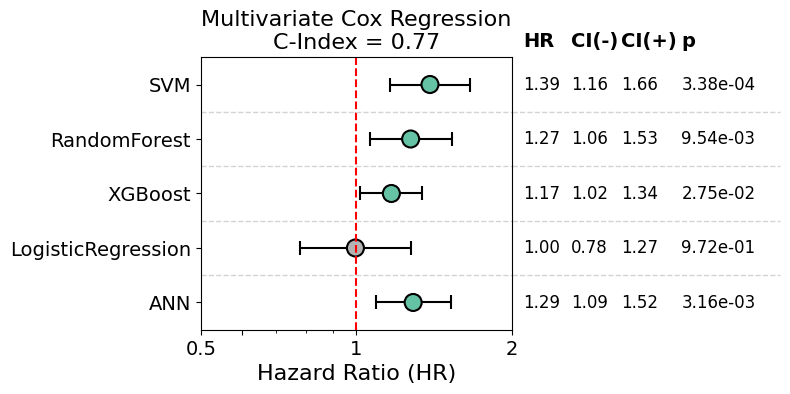 Multivariate Cox Regression
C-Index = 0.77
HR CI(-) CI(+) p
SVM 1.39 1.16 1.66 3.38e-04
RandomForest 1.27 1.06 1.53 9.54e-03
XGBoost 1.17 1.02 1.34 2.75e-02
LogisticRegression 1.00 0.78 1.27 9.72e-01
ANN 1.29 1.09 1.52 3.16e-03
0.5 1 2
Hazard Ratio (HR)